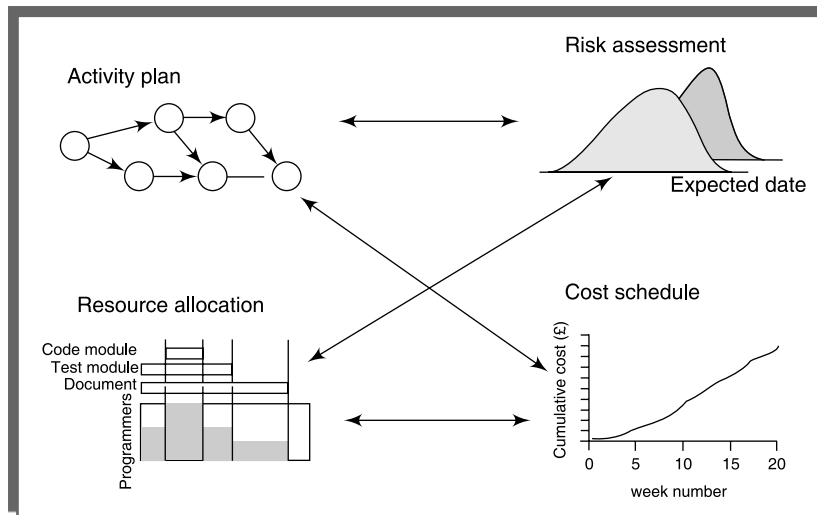 Risk assessment
Activity plan
Expected date
Resource allocation
Cost schedule
Code module
Test module
Document
Programmers
Cumulative cost (£)
0 5 10 15 20
week number